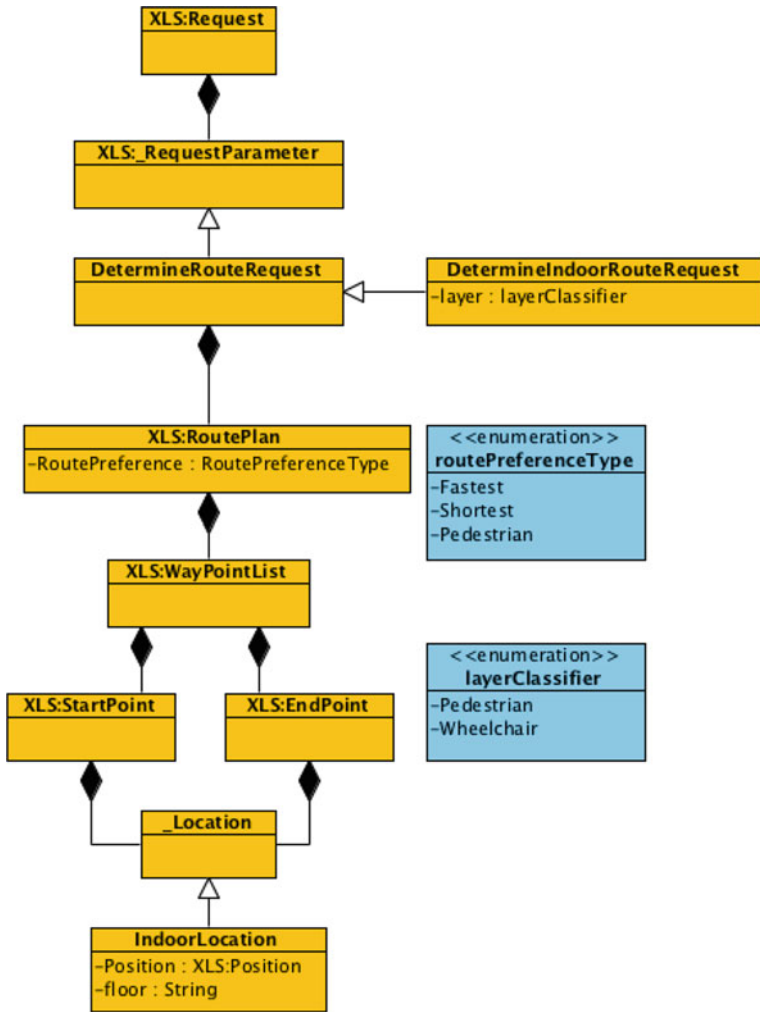 XLS:Request
XLS:_RequestParameter
DetermineRouteRequest
DetermineIndoorRouteRequest
–layer : layerClassifier
XLS:RoutePlan
–RoutePreference : RoutePreferenceType
<<enumeration>>
routePreferenceType
–Fastest
–Shortest
–Pedestrian
XLS:WayPointList
<<enumeration>>
layerClassifier
–Pedestrian
–Wheelchair
XLS:StartPoint
XLS:EndPoint
_Location
IndoorLocation
–Position : XLS:Position
–floor : String